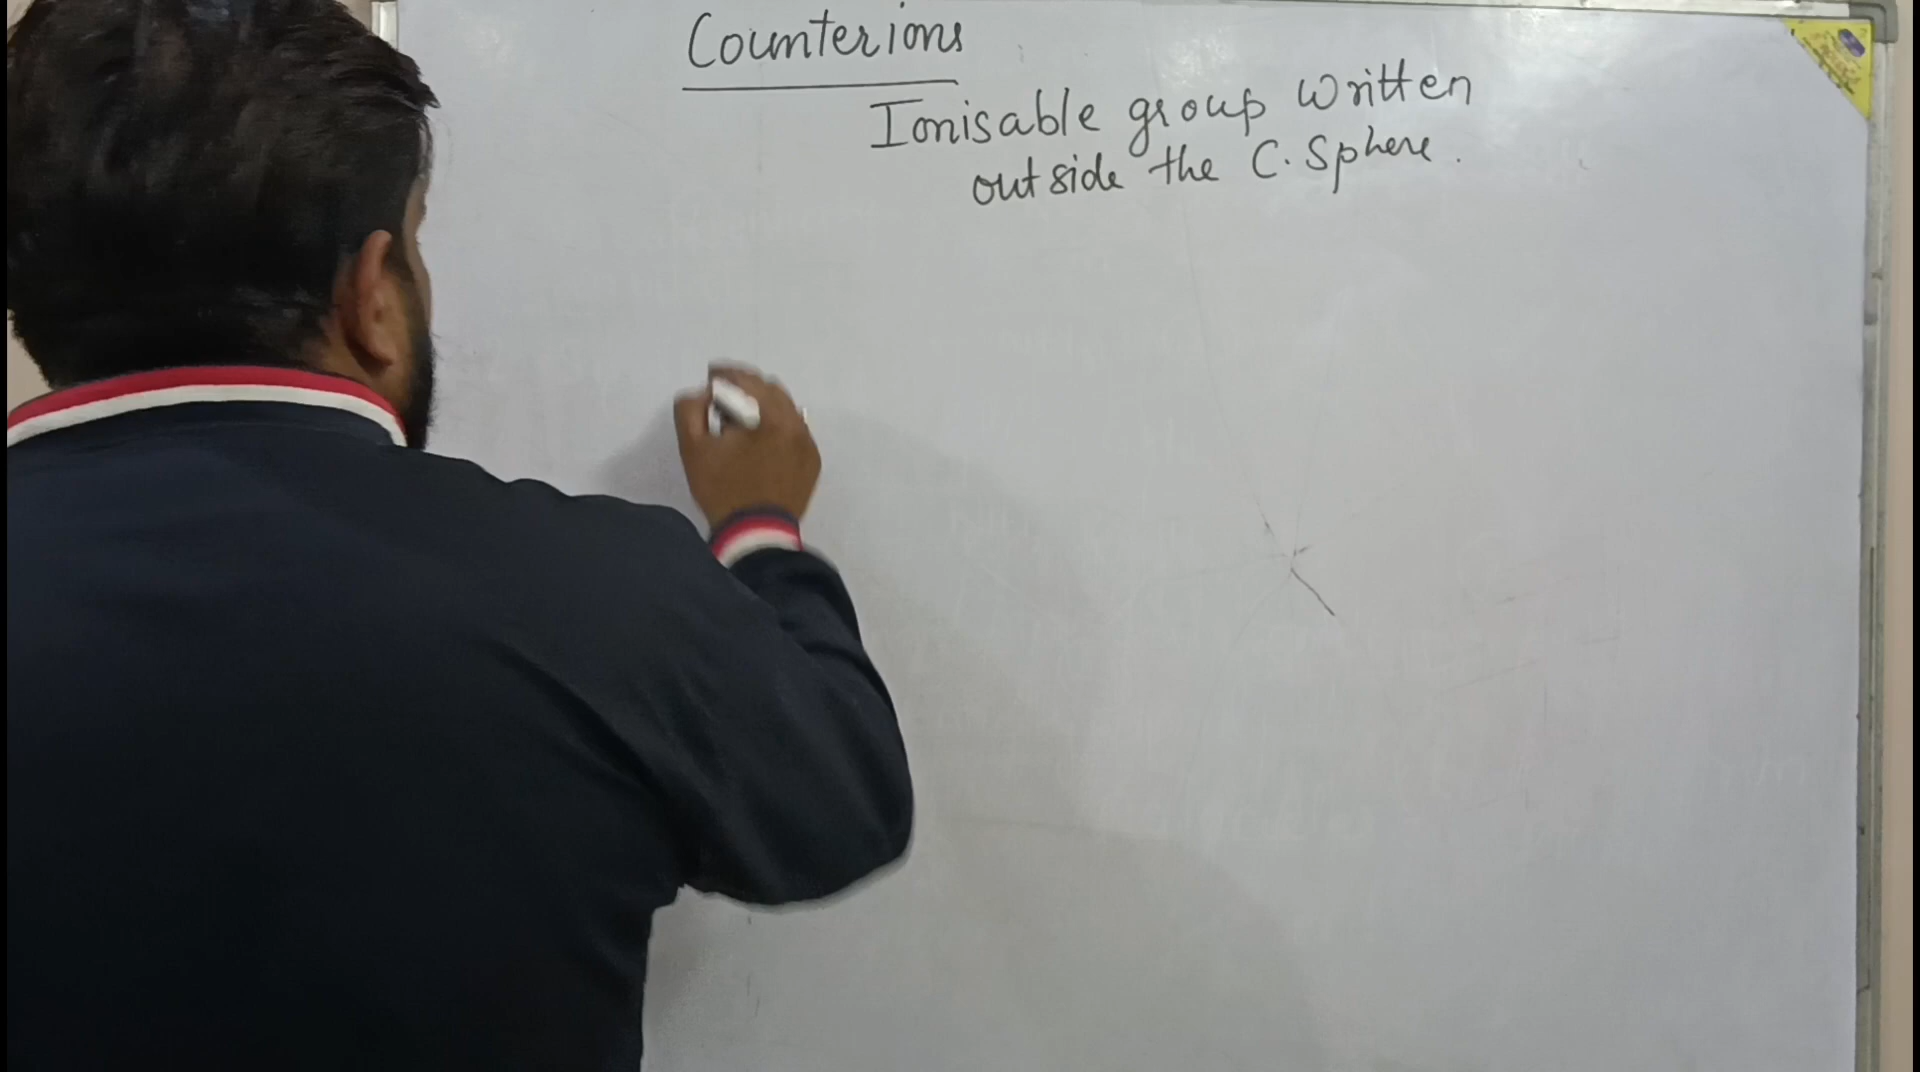 Counterions
Ionisable group written
outside the C. Sphere.